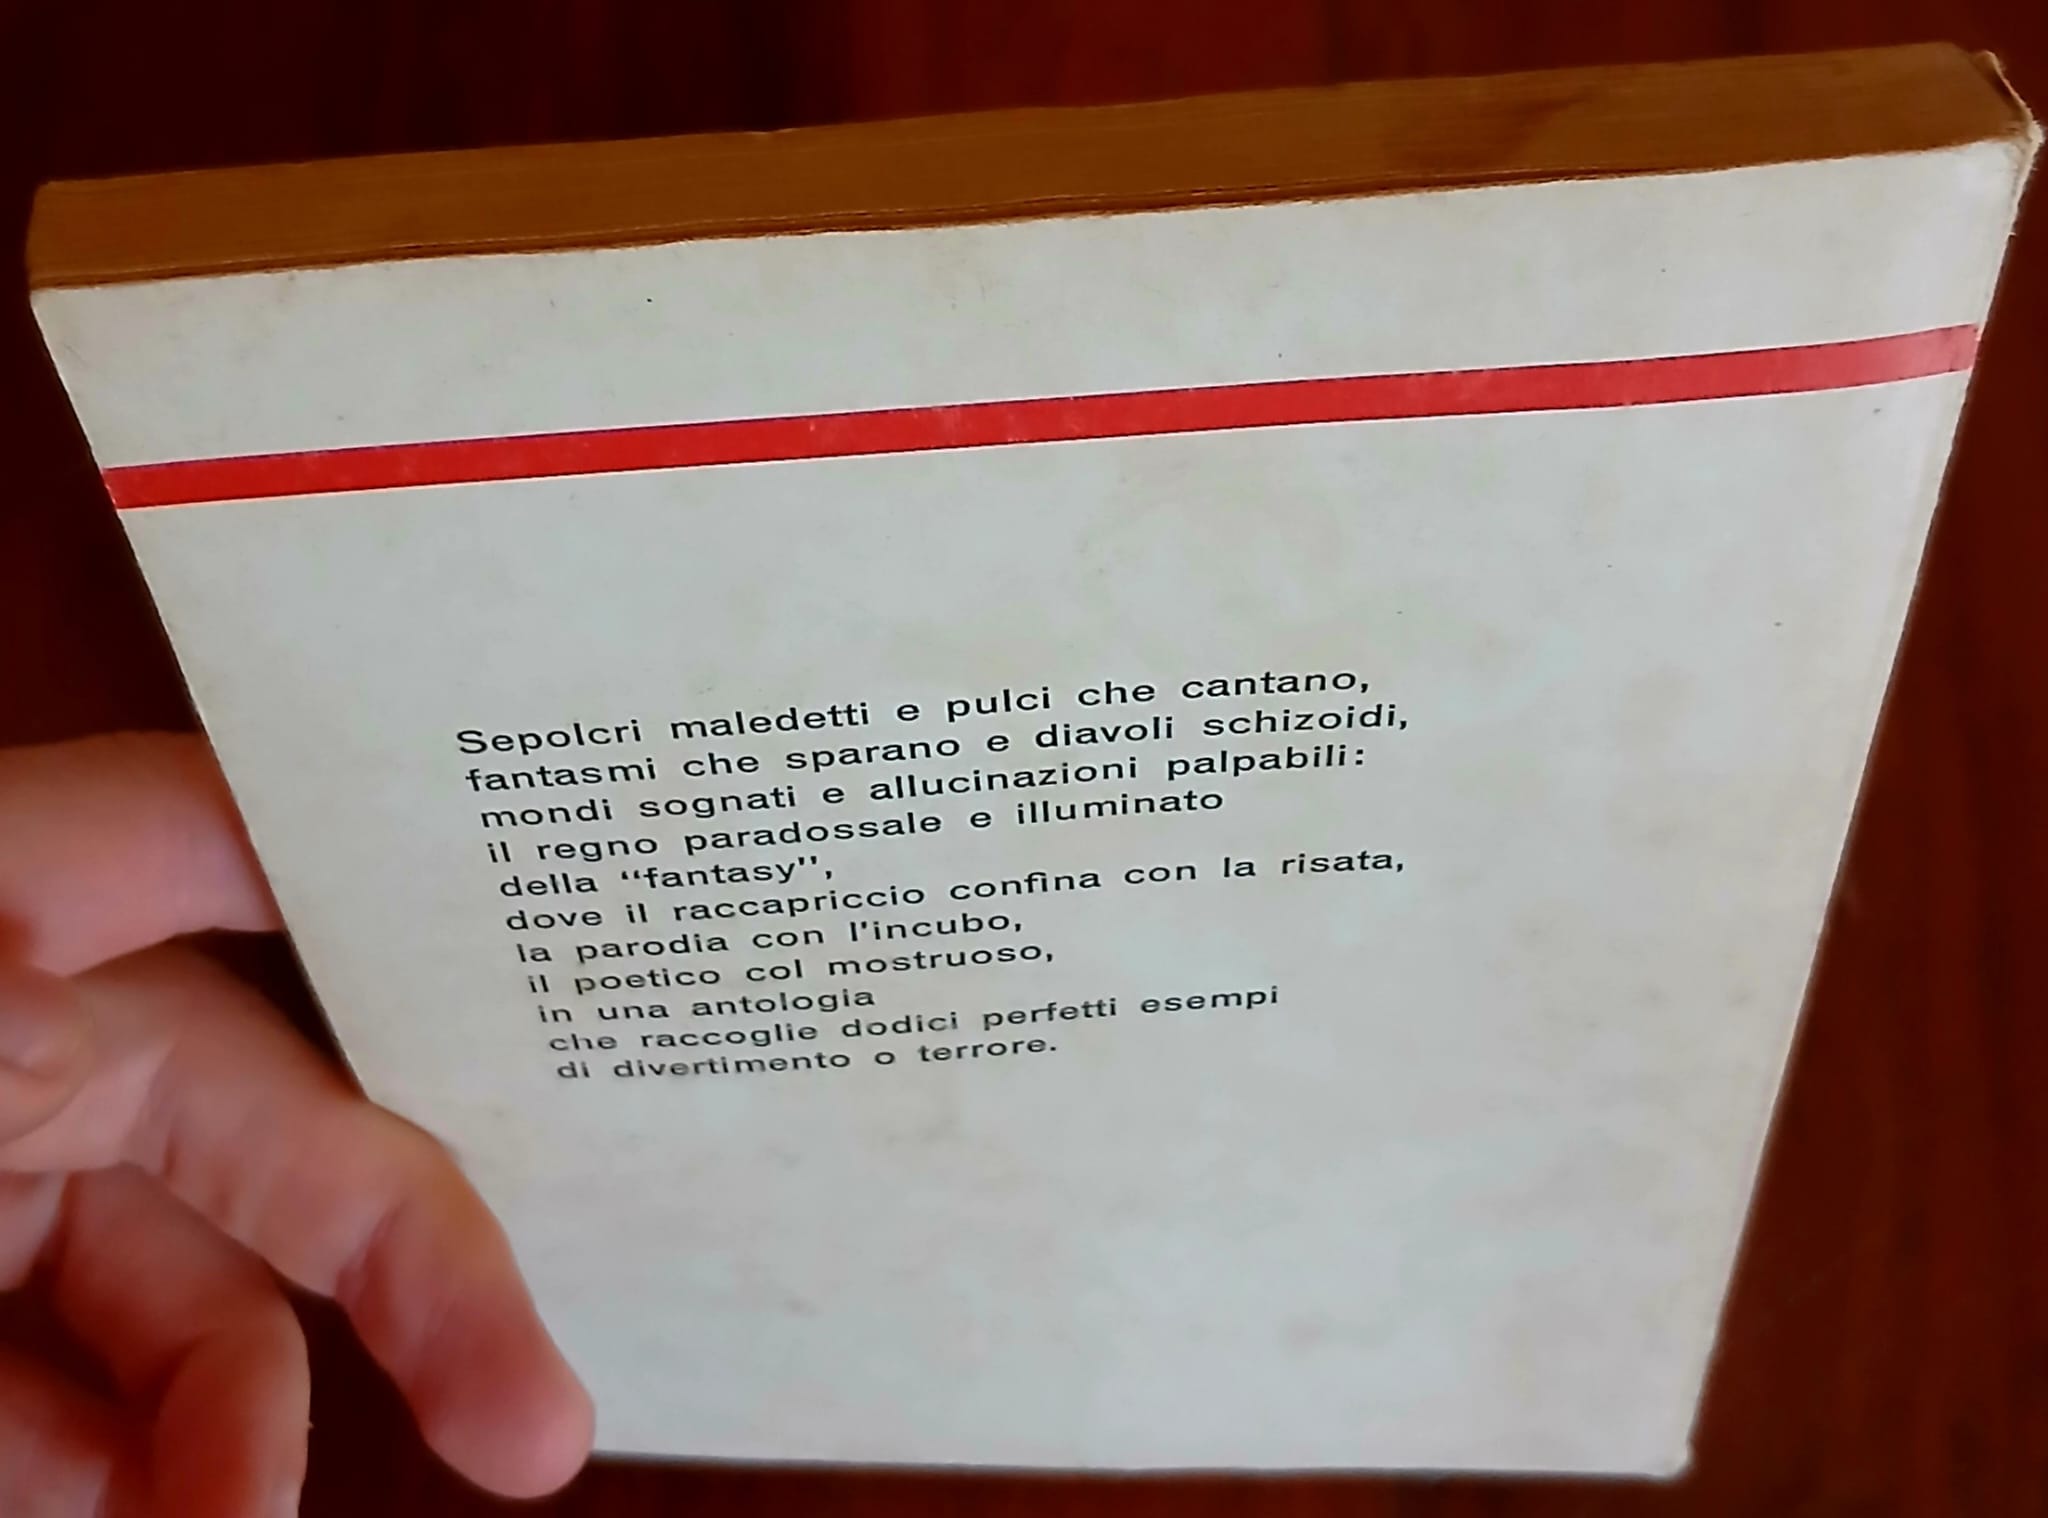 Sepolcri maledetti e pulci che cantano,
fantasmi che sparano e diavoli schizoidi,
mondi sognati e allucinazioni palpabili:
il regno paradossale e illuminato
della “fantasy”,
dove il raccapriccio confina con la risata,
la parodia con l'incubo,
il poetico col mostruoso,
in una antologia
che raccoglie dodici perfetti esempi
di divertimento o terrore.